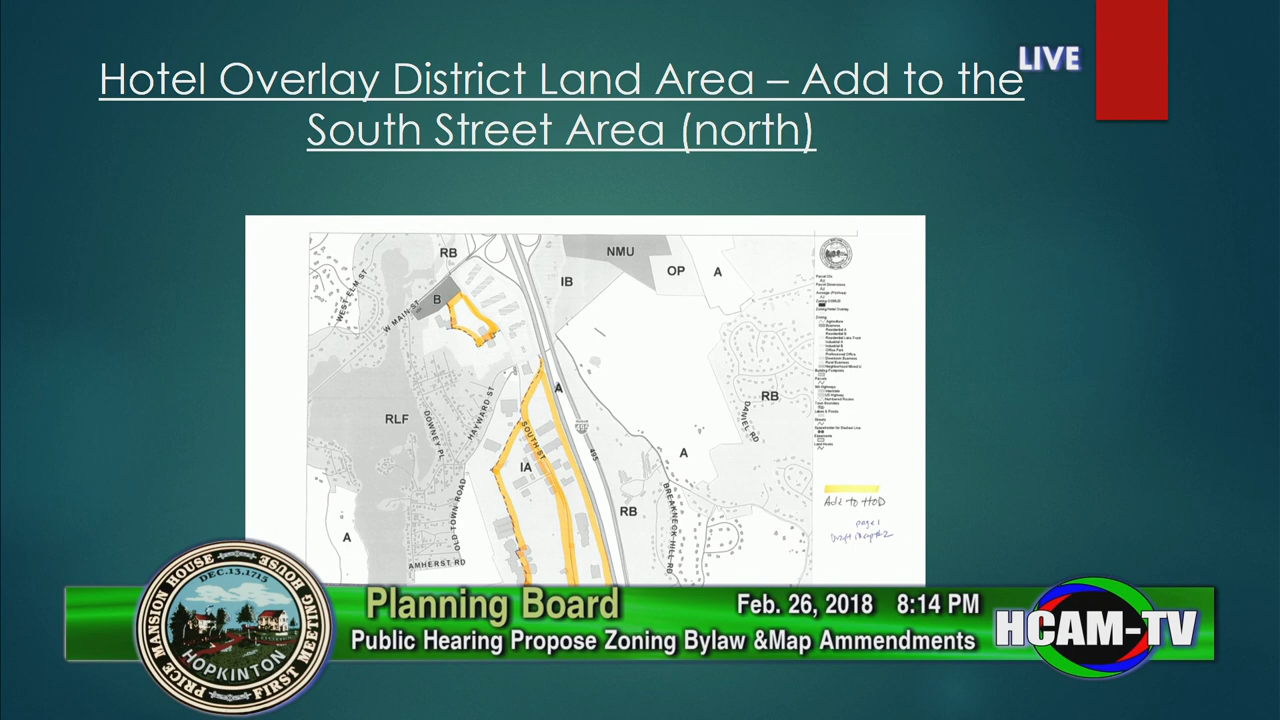 LIVE
Hotel Overlay District Land Area – Add to the
South Street Area (north)
RB
NMU
IB
OP
A
WEST ELM ST
W MAIN ST
B
A
RLF
DOWNEY PL
HAYWARD ST
SOUTH ST
IA
495
RB
DANIEL RD
A
RB
BREAKNECK HILL RD
OLD TOWN ROAD
A
AMHERST RD
Add to HOD
page 1
Draft Map #2
Planning Board
Feb. 26, 2018 8:14 PM
Public Hearing Propose Zoning Bylaw &Map Ammendments
HCAM-TV
PRICE MANSION HOUSE
FIRST MEETING HOUSE
DEC.13.1715
HOPKINTON